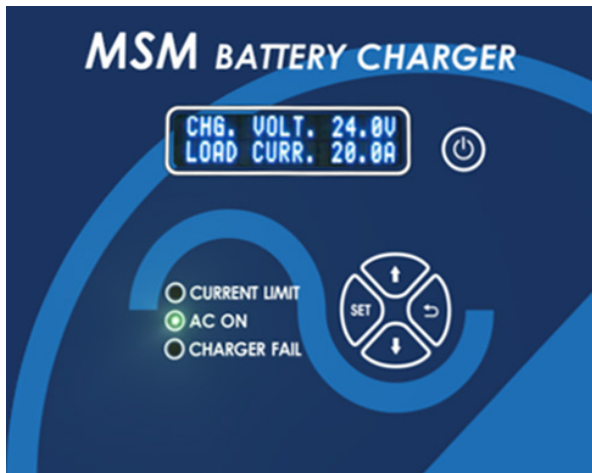 MSM BATTERY CHARGER
CHG. VOLT. 24.0V
LOAD CURR. 20.0A
CURRENT LIMIT
AC ON
CHARGER FAIL
SET